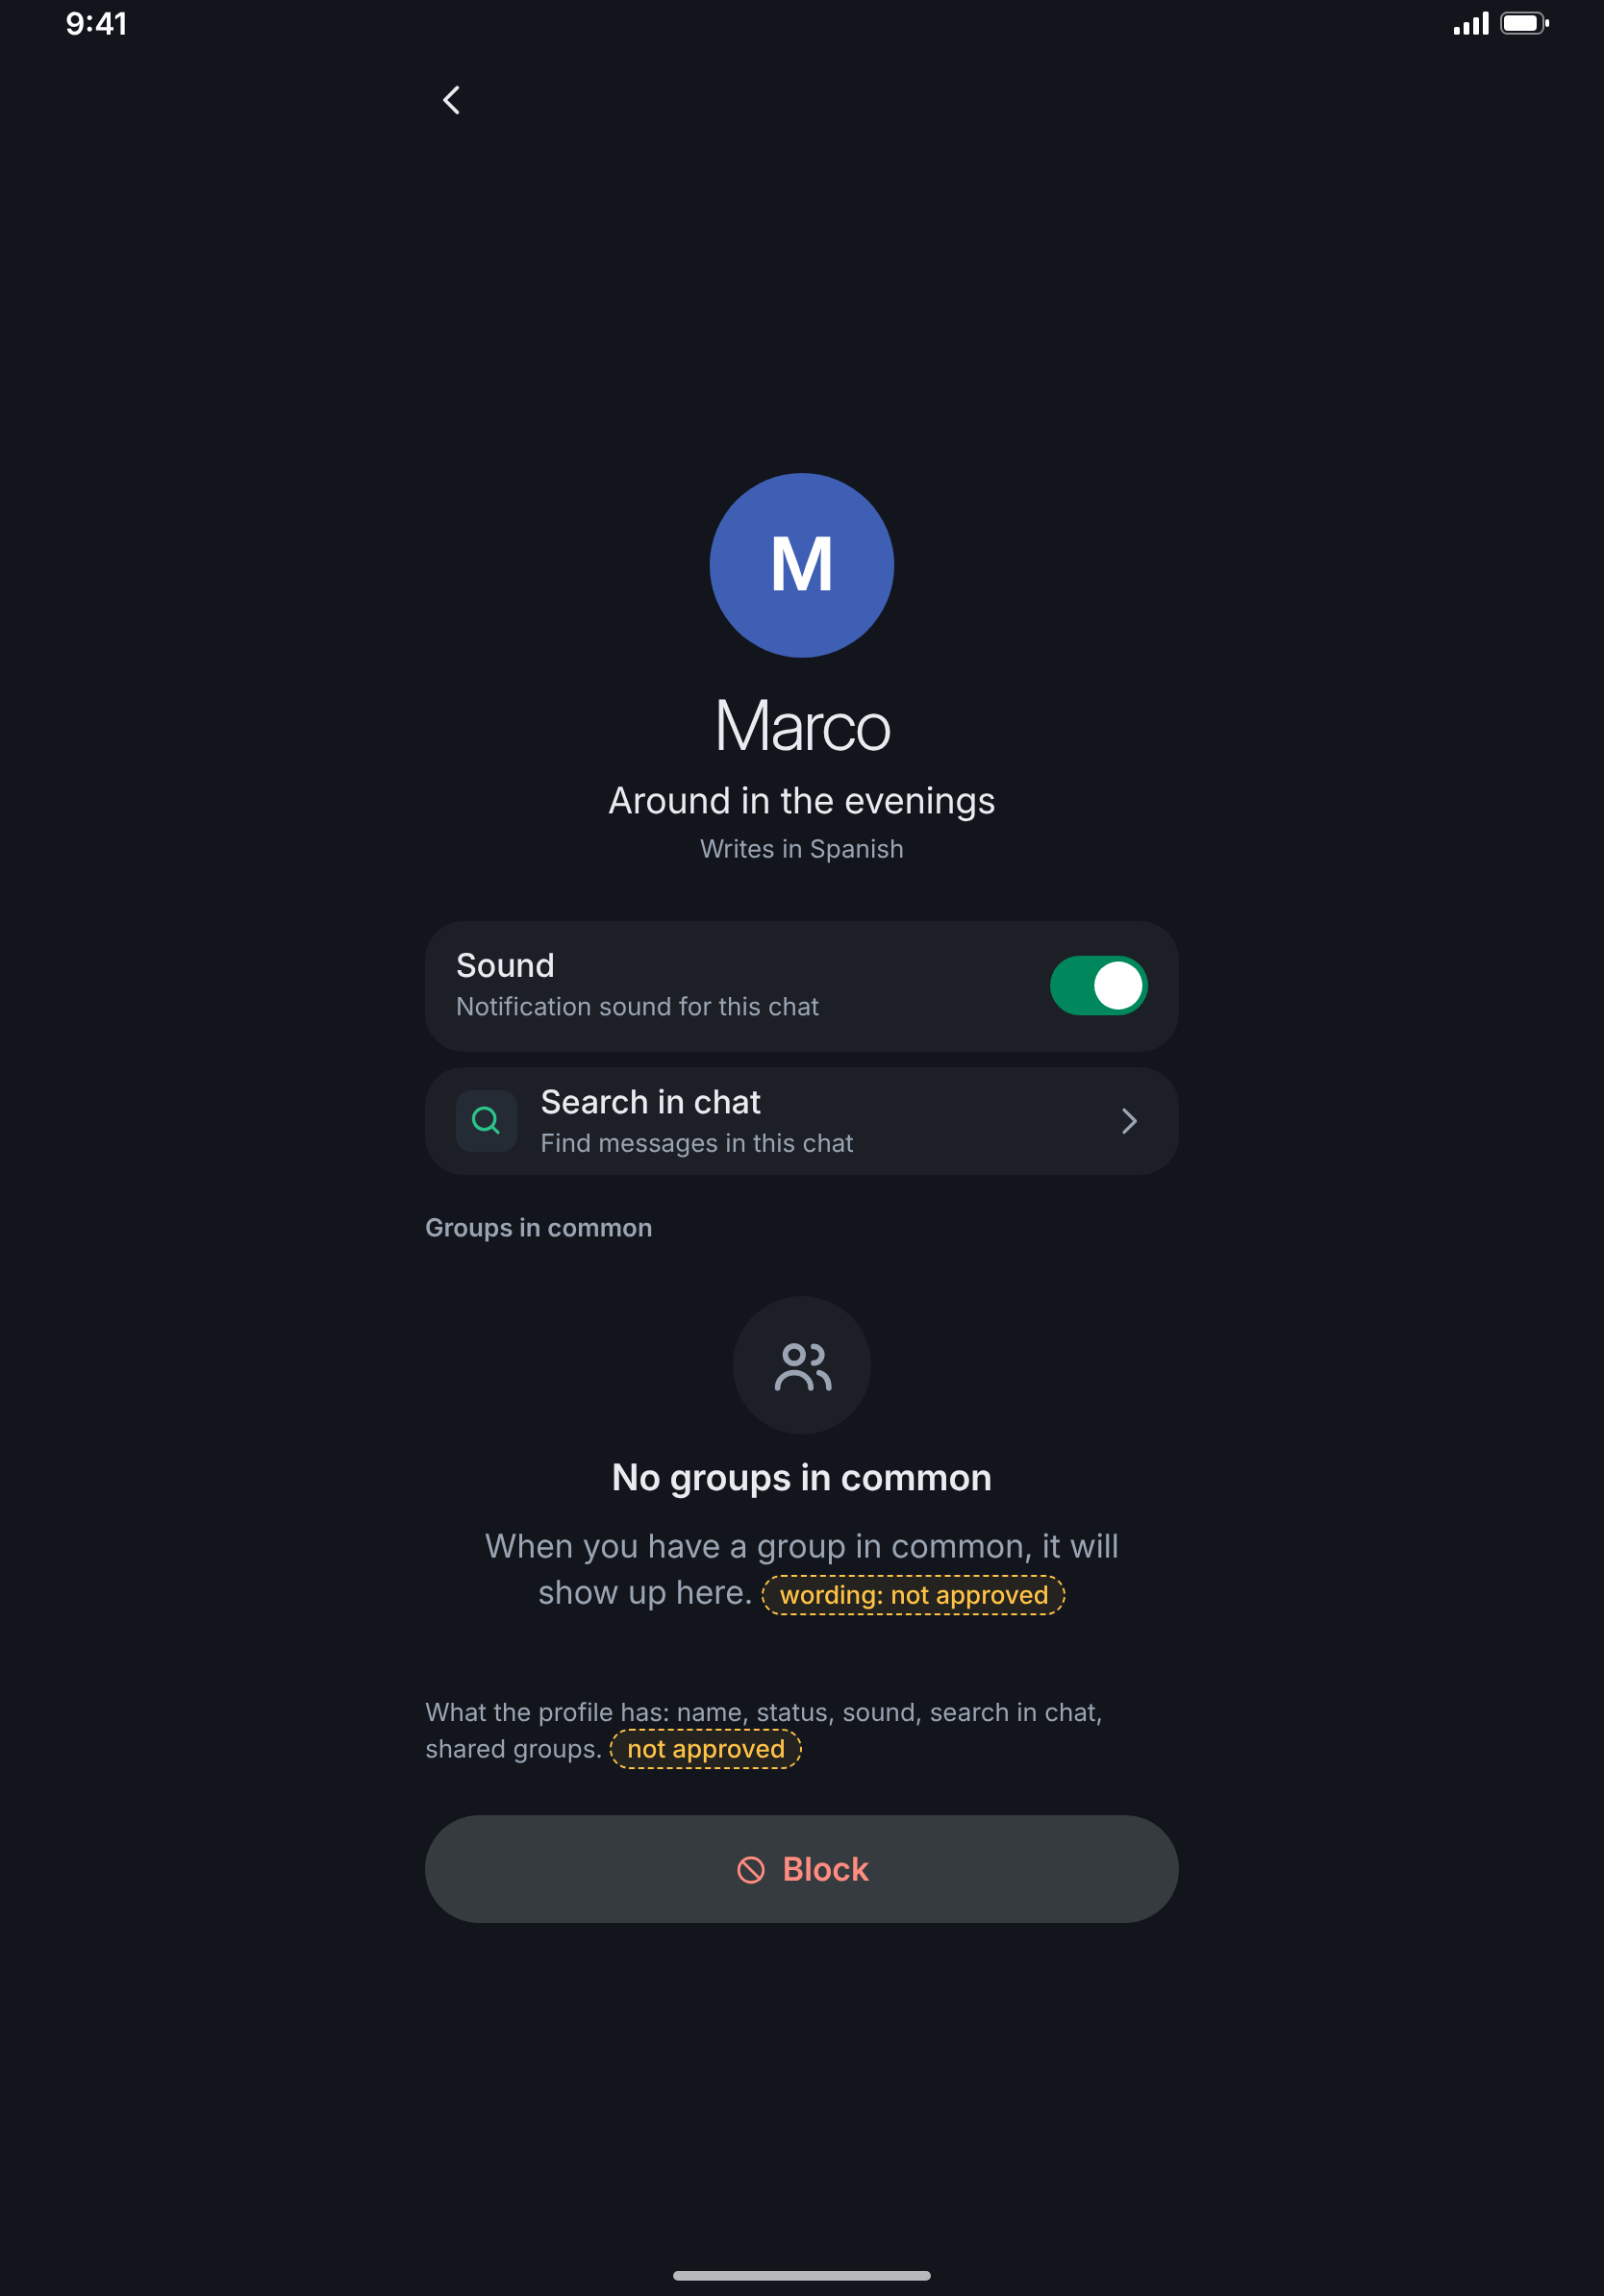 9:41
M
Marco
Around in the evenings
Writes in Spanish
Sound
Notification sound for this chat
Search in chat
Find messages in this chat
Groups in common
No groups in common
When you have a group in common, it will
show up here. wording: not approved
What the profile has: name, status, sound, search in chat,
shared groups. not approved
Block